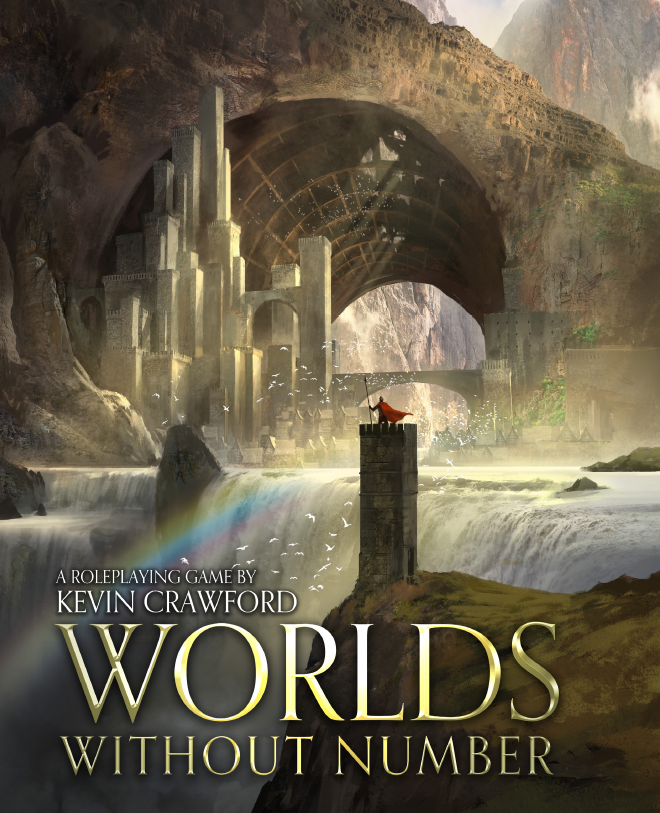 A ROLEPLAYING GAME BY
KEVIN CRAWFORD
WORLDS
WITHOUT NUMBER